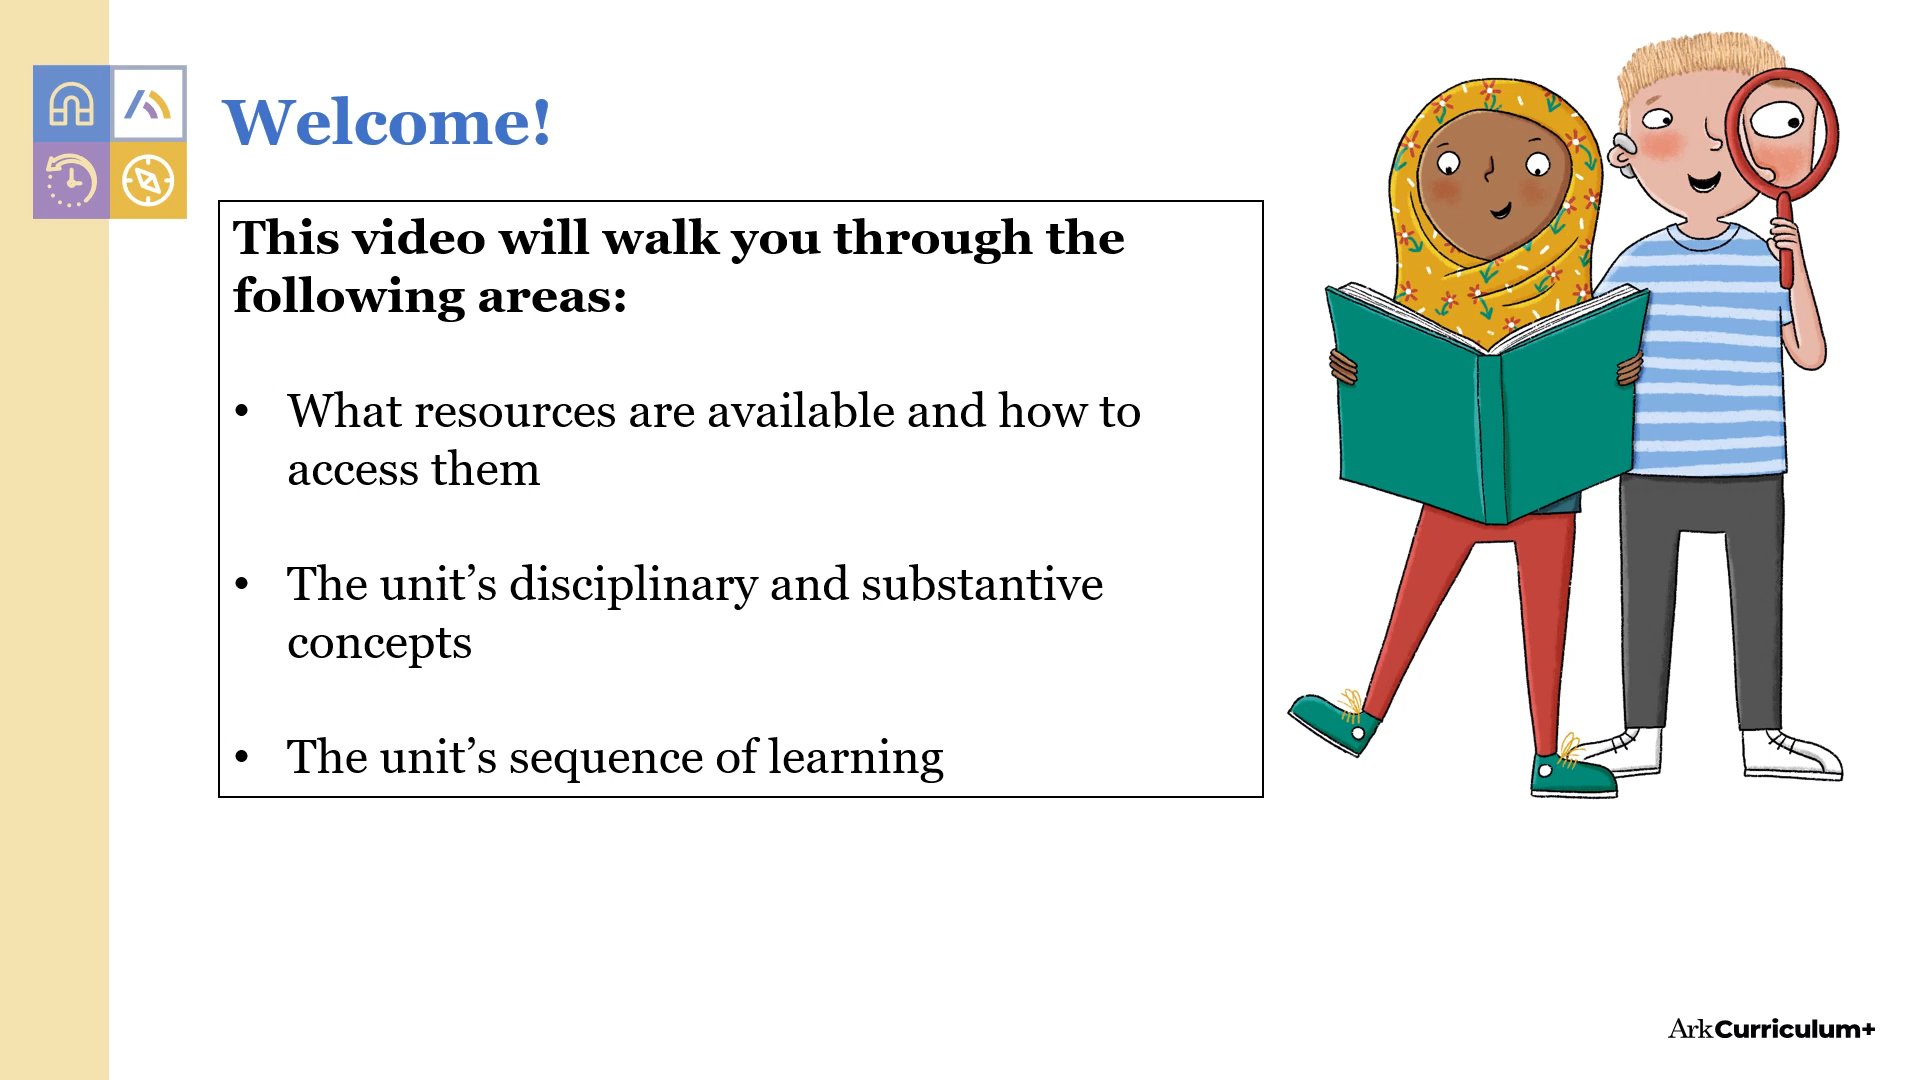 Welcome!
This video will walk you through the
following areas:
• What resources are available and how to
access them
• The unit’s disciplinary and substantive
concepts
• The unit’s sequence of learning
ArkCurriculum+